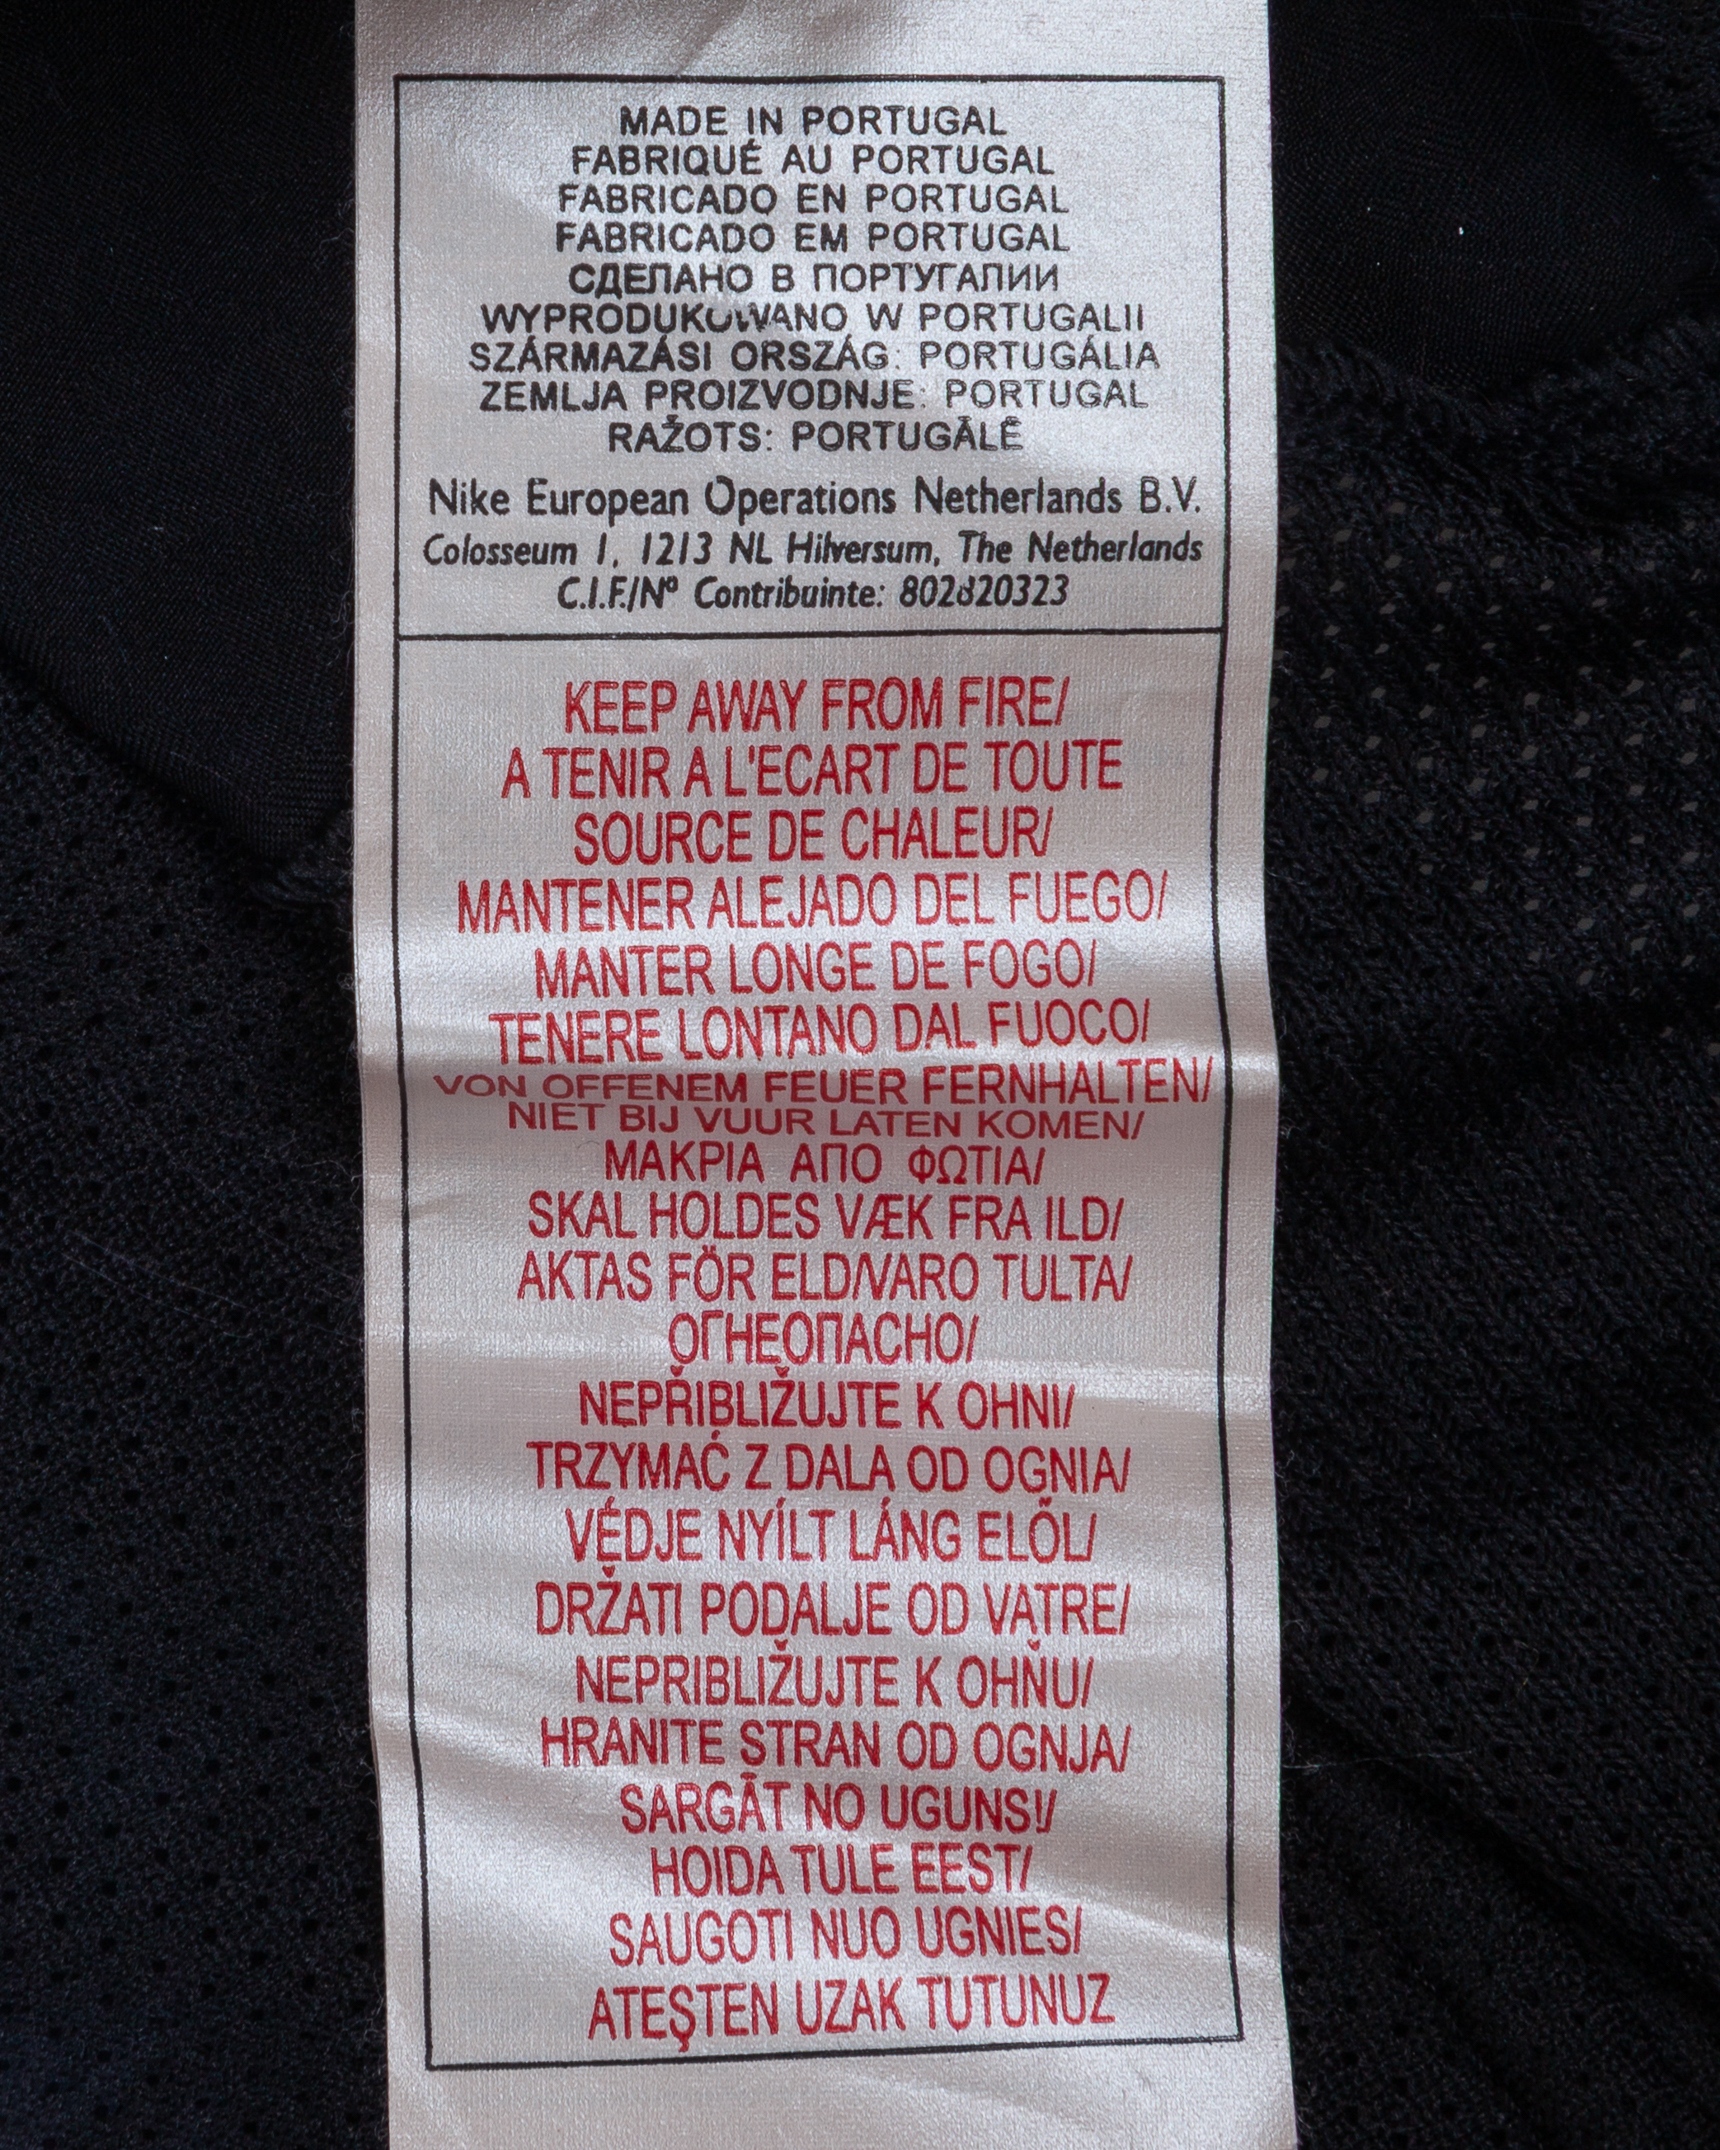 MADE IN PORTUGAL
FABRIQUÉ AU PORTUGAL
FABRICADO EN PORTUGAL
FABRICADO EM PORTUGAL
СДЕЛАНО В ПОРТУГАЛИИ
WYPRODUKOWANO W PORTUGALII
SZÁRMAZÁSI ORSZÁG: PORTUGÁLIA
ZEMLJA PROIZVODNJE: PORTUGAL
RAŽOTS: PORTUGĀLĒ
Nike European Operations Netherlands B.V.
Colosseum 1, 1213 NL Hilversum, The Netherlands
C.I.F./Nº Contribuinte: 802820323
KEEP AWAY FROM FIRE/
A TENIR A L'ECART DE TOUTE
SOURCE DE CHALEUR/
MANTENER ALEJADO DEL FUEGO/
MANTER LONGE DE FOGO/
TENERE LONTANO DAL FUOCO/
VON OFFENEM FEUER FERNHALTEN/
NIET BIJ VUUR LATEN KOMEN/
ΜΑΚΡΙΑ ΑΠΟ ΦΩΤΙΑ/
SKAL HOLDES VÆK FRA ILD/
AKTAS FÖR ELD/VARO TULTA/
ОГНЕОПАСНО/
NEPŘIBLIŽUJTE K OHNI/
TRZYMAĆ Z DALA OD OGNIA/
VÉDJE NYÍLT LÁNG ELŐL/
DRŽATI PODALJE OD VATRE/
NEPRIBLIŽUJTE K OHŇU/
HRANITE STRAN OD OGNJA/
SARGĀT NO UGUNS!/
HOIDA TULE EEST/
SAUGOTI NUO UGNIES/
ATEŞTEN UZAK TUTUNUZ